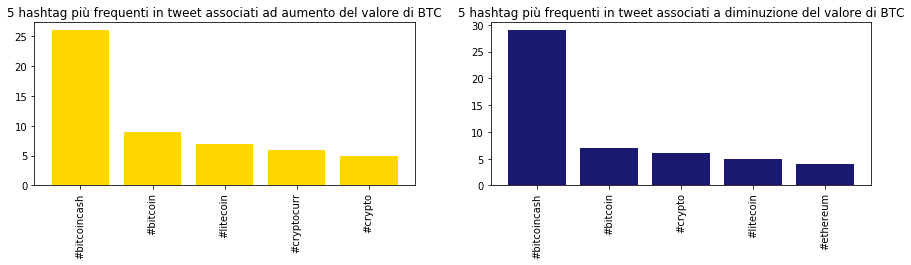 5 hashtag più frequenti in tweet associati ad aumento del valore di BTC
25
20
15
10
5
0
#bitcoincash
#bitcoin
#litecoin
#cryptocurr
#crypto
5 hashtag più frequenti in tweet associati a diminuzione del valore di BTC
30
25
20
15
10
5
0
#bitcoincash
#bitcoin
#crypto
#litecoin
#ethereum